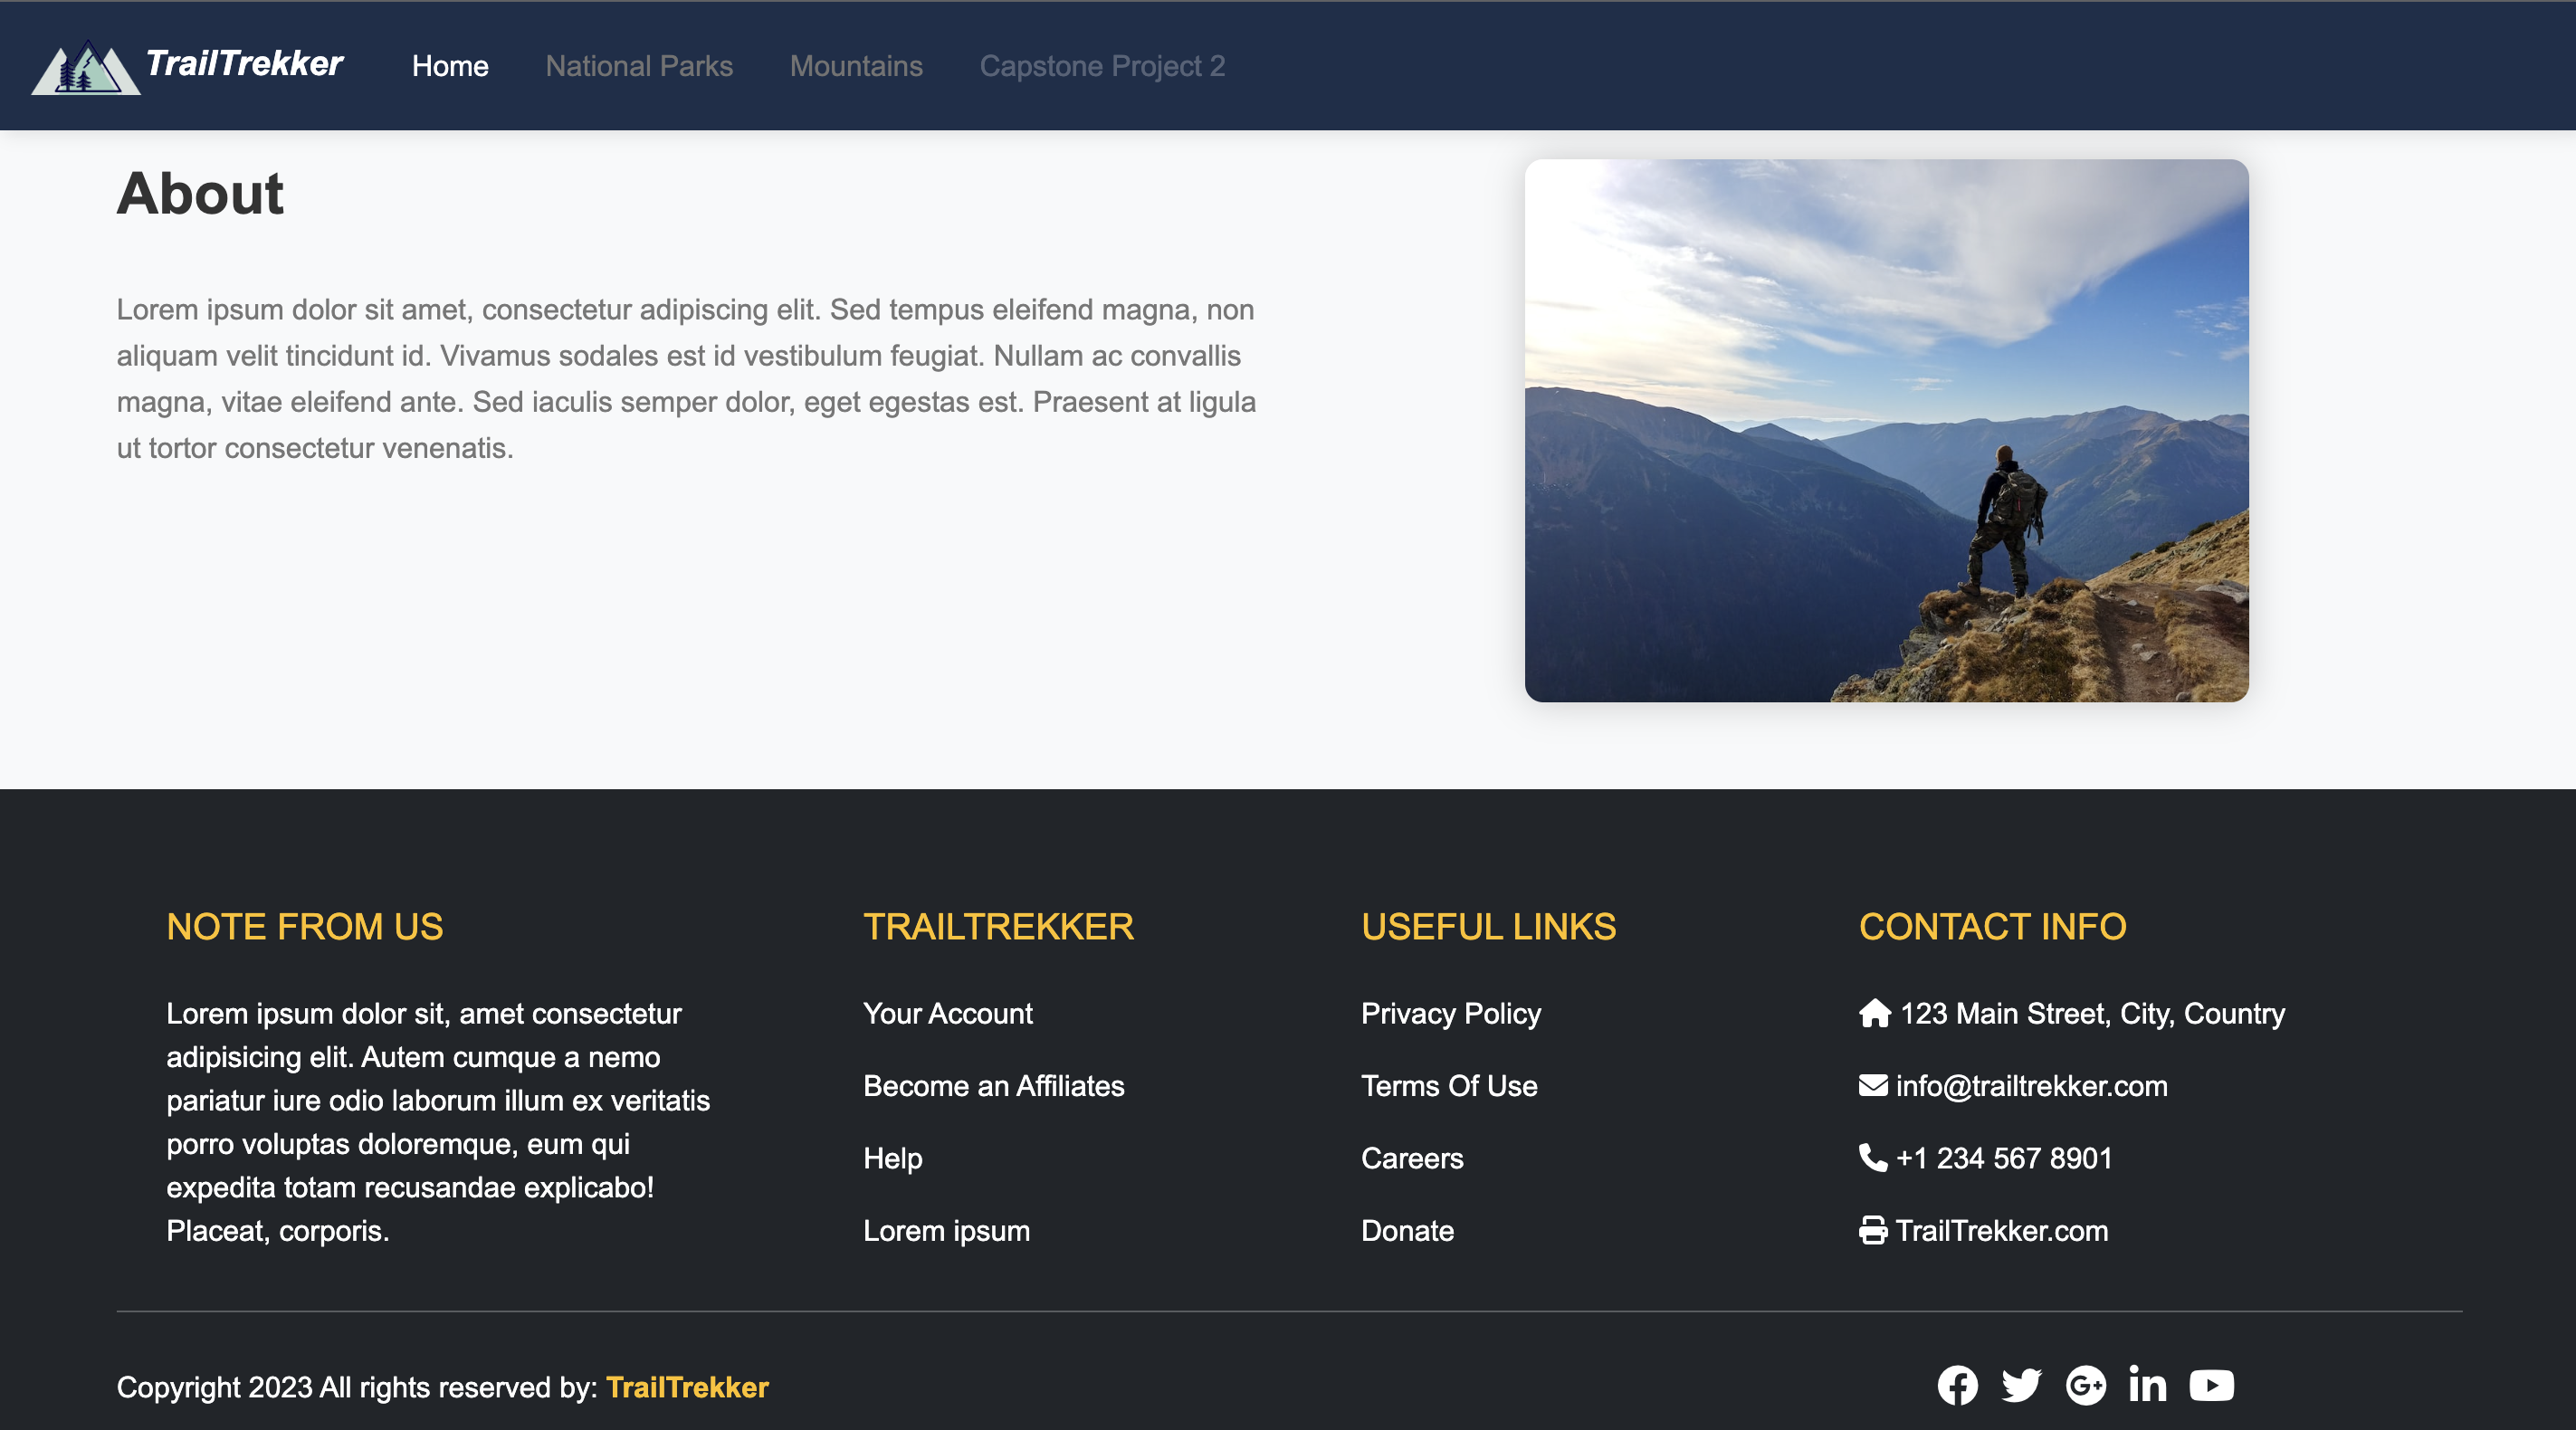 TrailTrekker
Home
National Parks
Mountains
Capstone Project 2
About
Lorem ipsum dolor sit amet, consectetur adipiscing elit. Sed tempus eleifend magna, non
aliquam velit tincidunt id. Vivamus sodales est id vestibulum feugiat. Nullam ac convallis
magna, vitae eleifend ante. Sed iaculis semper dolor, eget egestas est. Praesent at ligula
ut tortor consectetur venenatis.
NOTE FROM US
Lorem ipsum dolor sit, amet consectetur
adipisicing elit. Autem cumque a nemo
pariatur iure odio laborum illum ex veritatis
porro voluptas doloremque, eum qui
expedita totam recusandae explicabo!
Placeat, corporis.
TRAILTREKKER
Your Account
Become an Affiliates
Help
Lorem ipsum
USEFUL LINKS
Privacy Policy
Terms Of Use
Careers
Donate
CONTACT INFO
123 Main Street, City, Country
info@trailtrekker.com
+1 234 567 8901
TrailTrekker.com
Copyright 2023 All rights reserved by: TrailTrekker